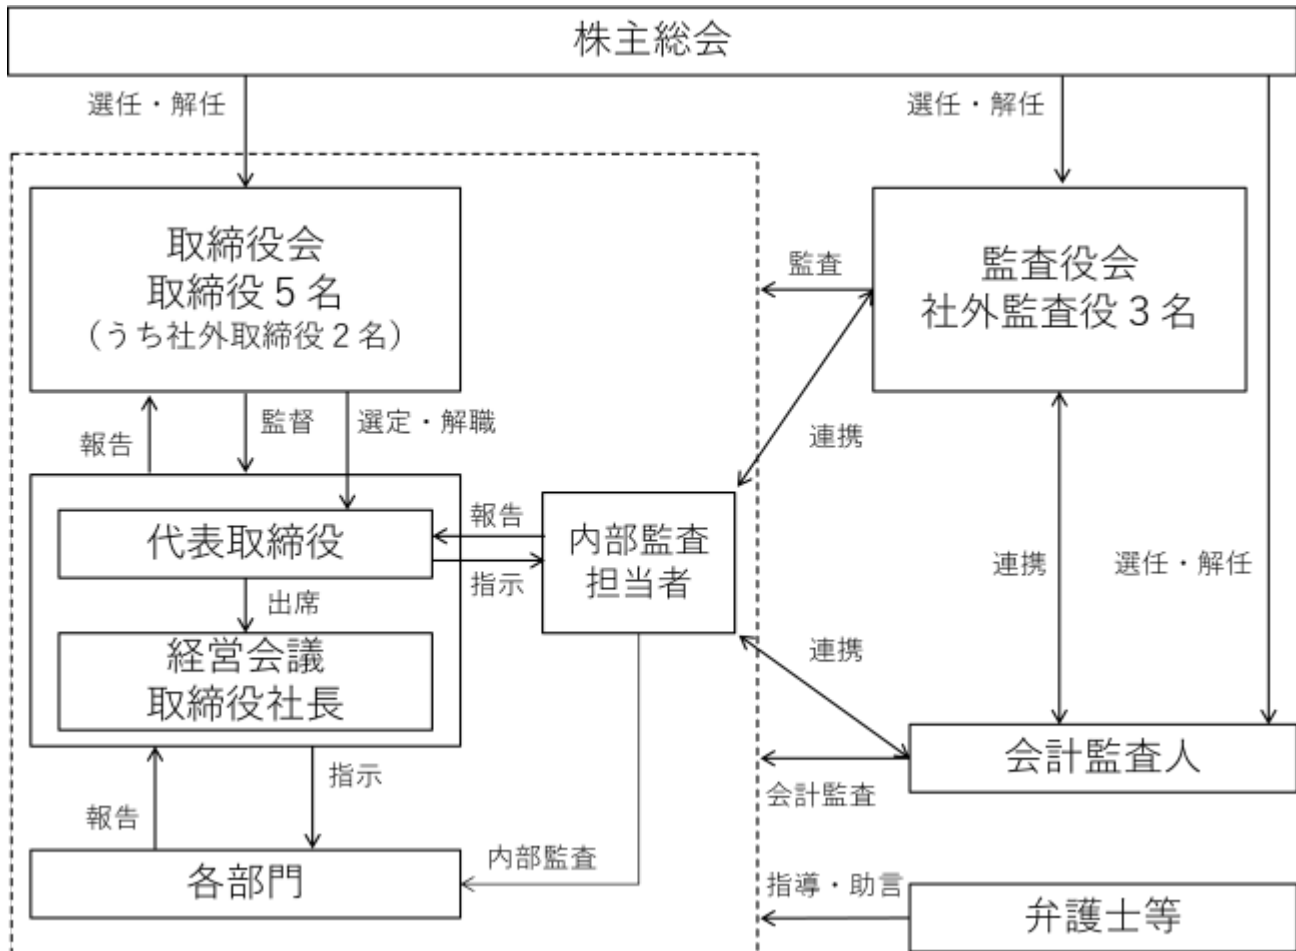 株主総会
選任・解任
選任・解任
取締役会
取締役５名
（うち社外取締役２名）
監査
監査役会
社外監査役３名
報告
監督
選定・解職
連携
代表取締役
報告
指示
内部監査
担当者
連携
選任・解任
出席
経営会議
取締役社長
連携
会計監査人
指示
会計監査
報告
各部門
内部監査
指導・助言
弁護士等